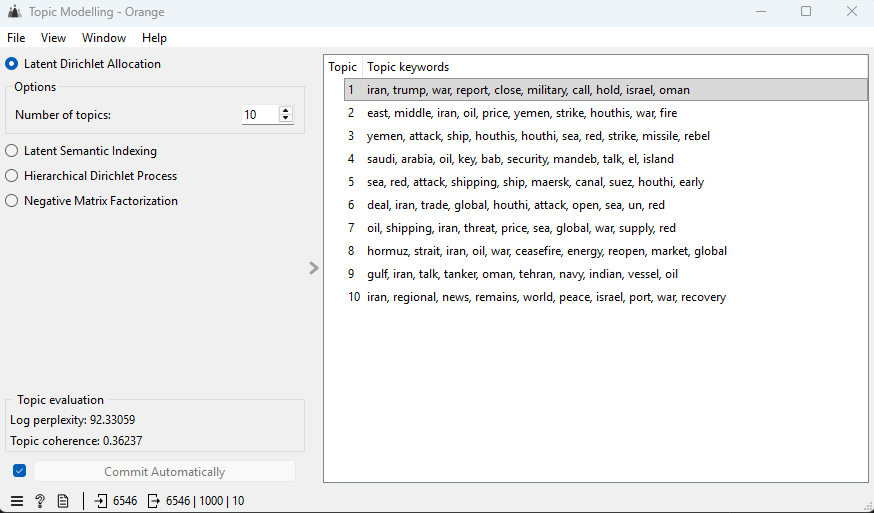 Topic Modelling - Orange
File View Window Help
Latent Dirichlet Allocation
Options
Number of topics: 10
Latent Semantic Indexing
Hierarchical Dirichlet Process
Negative Matrix Factorization
Topic evaluation
Log perplexity: 92.33059
Topic coherence: 0.36237
Commit Automatically
6546 6546 | 1000 | 10
Topic Topic keywords
1 iran, trump, war, report, close, military, call, hold, israel, oman
2 east, middle, iran, oil, price, yemen, strike, houthis, war, fire
3 yemen, attack, ship, houthis, houthi, sea, red, strike, missile, rebel
4 saudi, arabia, oil, key, bab, security, mandeb, talk, el, island
5 sea, red, attack, shipping, ship, maersk, canal, suez, houthi, early
6 deal, iran, trade, global, houthi, attack, open, sea, un, red
7 oil, shipping, iran, threat, price, sea, global, war, supply, red
8 hormuz, strait, iran, oil, war, ceasefire, energy, reopen, market, global
9 gulf, iran, talk, tanker, oman, tehran, navy, indian, vessel, oil
10 iran, regional, news, remains, world, peace, israel, port, war, recovery